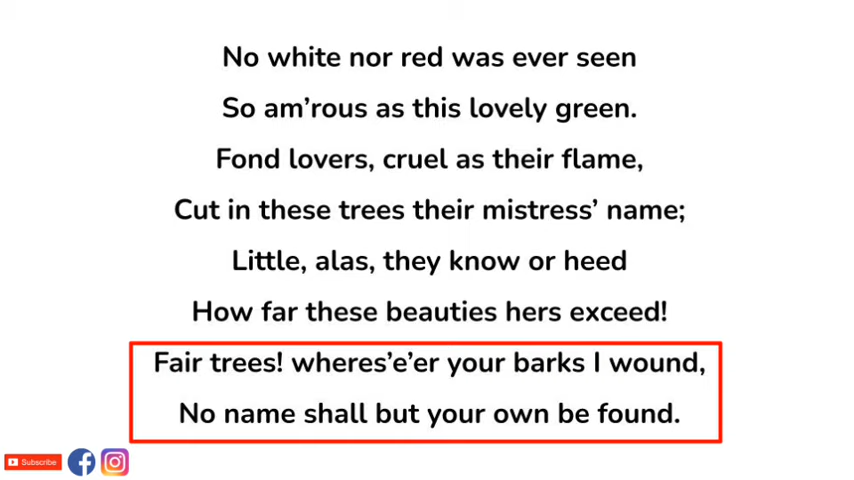 No white nor red was ever seen
So am’rous as this lovely green.
Fond lovers, cruel as their flame,
Cut in these trees their mistress’ name;
Little, alas, they know or heed
How far these beauties hers exceed!
Fair trees! wheres’e’er your barks I wound,
No name shall but your own be found.
Subscribe